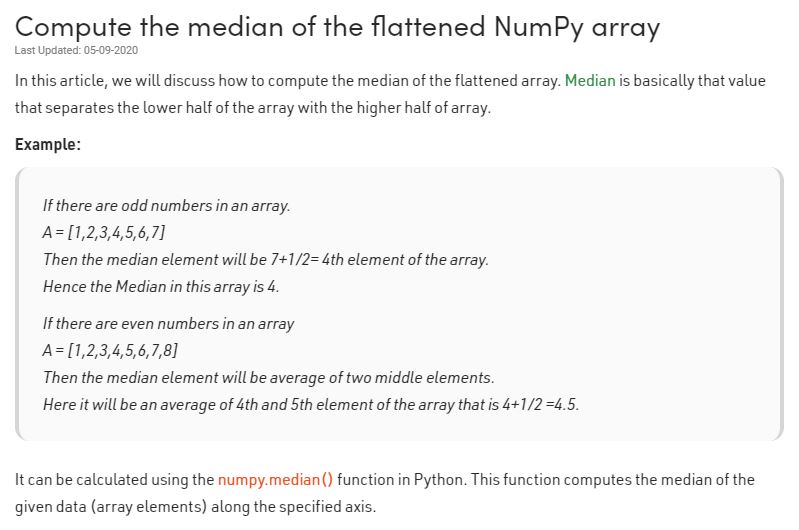 Compute the median of the flattened NumPy array
Last Updated: 05-09-2020
In this article, we will discuss how to compute the median of the flattened array. Median is basically that value
that separates the lower half of the array with the higher half of array.
Example:
If there are odd numbers in an array.
A = [1,2,3,4,5,6,7]
Then the median element will be 7+1/2= 4th element of the array.
Hence the Median in this array is 4.
If there are even numbers in an array
A = [1,2,3,4,5,6,7,8]
Then the median element will be average of two middle elements.
Here it will be an average of 4th and 5th element of the array that is 4+1/2 =4.5.
It can be calculated using the numpy.median() function in Python. This function computes the median of the
given data (array elements) along the specified axis.